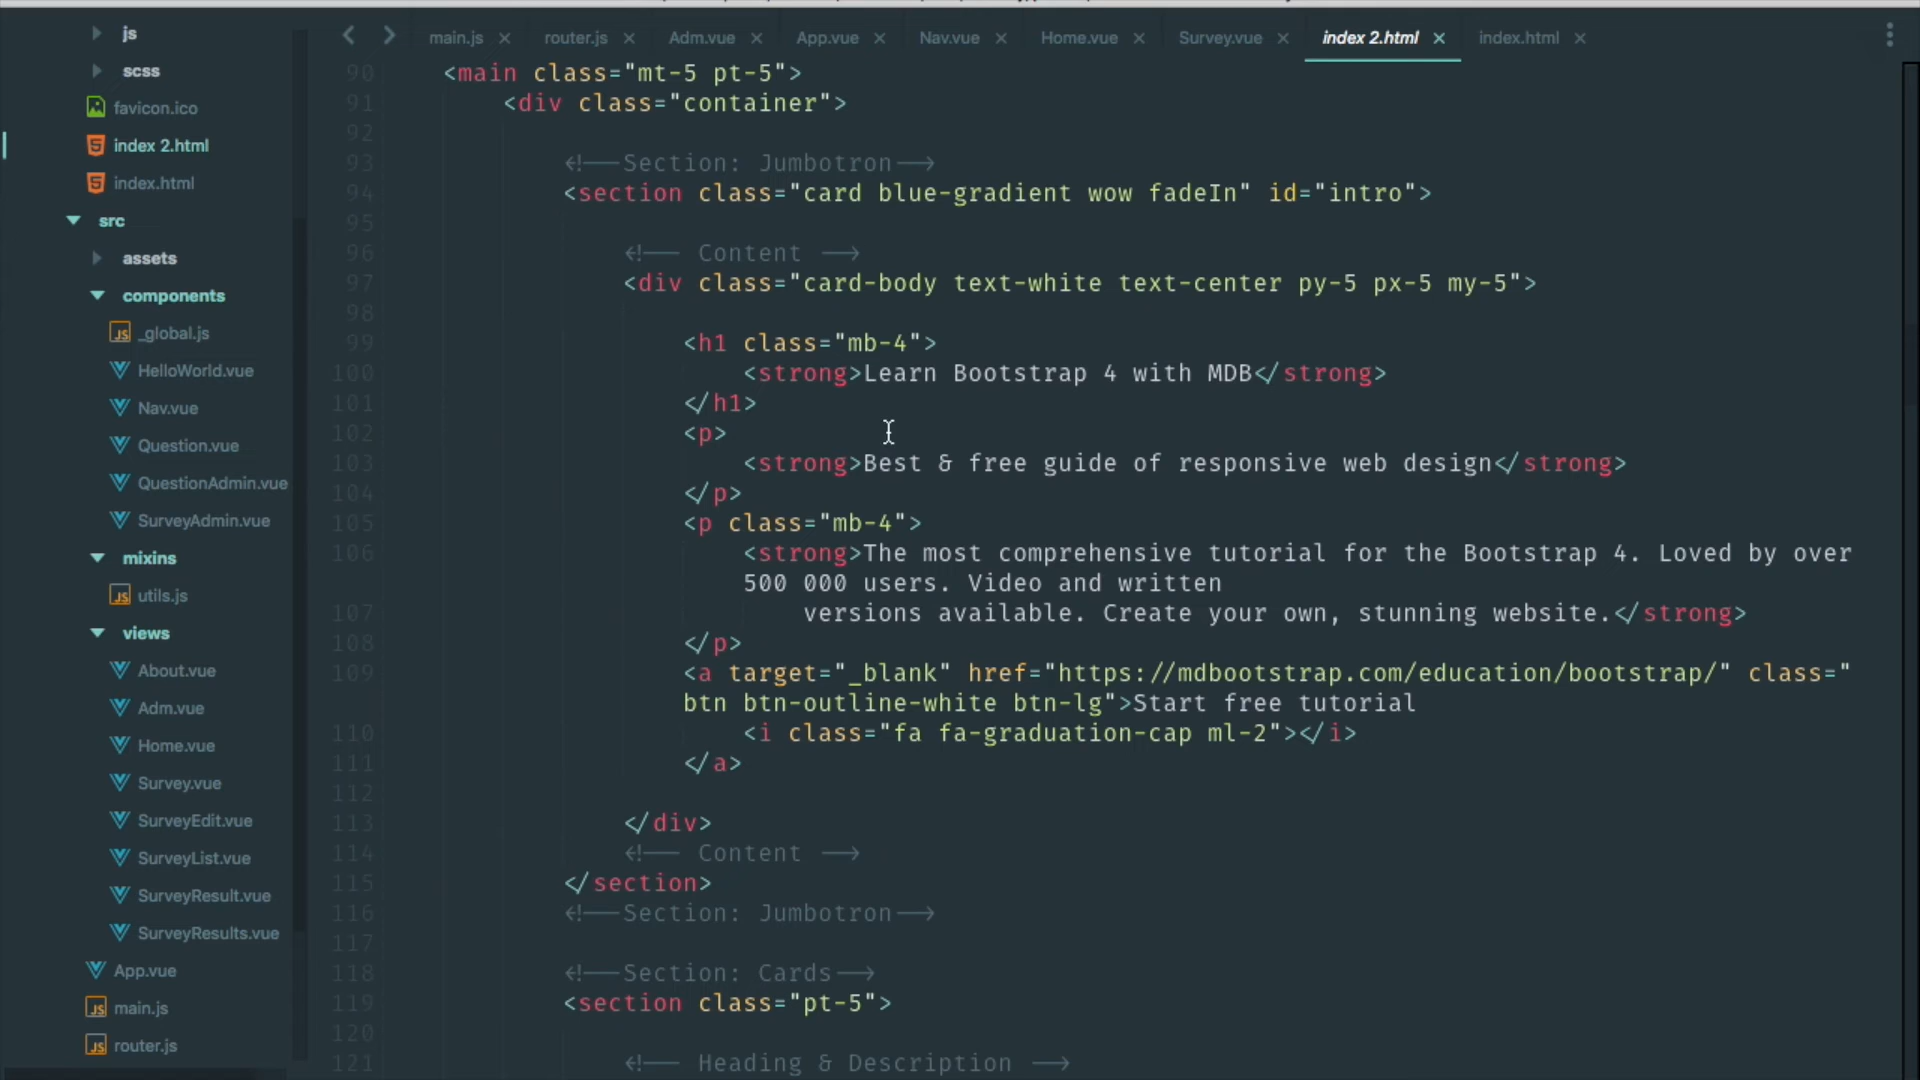 js
scss
favicon.ico
index 2.html
index.html
src
assets
components
_global.js
HelloWorld.vue
Nav.vue
Question.vue
QuestionAdmin.vue
SurveyAdmin.vue
mixins
utils.js
views
About.vue
Adm.vue
Home.vue
Survey.vue
SurveyEdit.vue
SurveyList.vue
SurveyResult.vue
SurveyResults.vue
App.vue
main.js
router.js
main.js × router.js × Adm.vue × App.vue × Nav.vue × Home.vue × Survey.vue × index 2.html × index.html ×
90 <main class="mt-5 pt-5">
91 <div class="container">
92
93 <!--Section: Jumbotron-->
94 <section class="card blue-gradient wow fadeIn" id="intro">
95
96 <!-- Content -->
97 <div class="card-body text-white text-center py-5 px-5 my-5">
98
99 <h1 class="mb-4">
100 <strong>Learn Bootstrap 4 with MDB</strong>
101 </h1>
102 <p>
103 <strong>Best & free guide of responsive web design</strong>
104 </p>
105 <p class="mb-4">
106 <strong>The most comprehensive tutorial for the Bootstrap 4. Loved by over
500 000 users. Video and written
107 versions available. Create your own, stunning website.</strong>
108 </p>
109 <a target="_blank" href="https://mdbootstrap.com/education/bootstrap/" class="
btn btn-outline-white btn-lg">Start free tutorial
110 <i class="fa fa-graduation-cap ml-2"></i>
111 </a>
112
113 </div>
114 <!-- Content -->
115 </section>
116 <!--Section: Jumbotron-->
117
118 <!--Section: Cards-->
119 <section class="pt-5">
120
121 <!-- Heading & Description -->